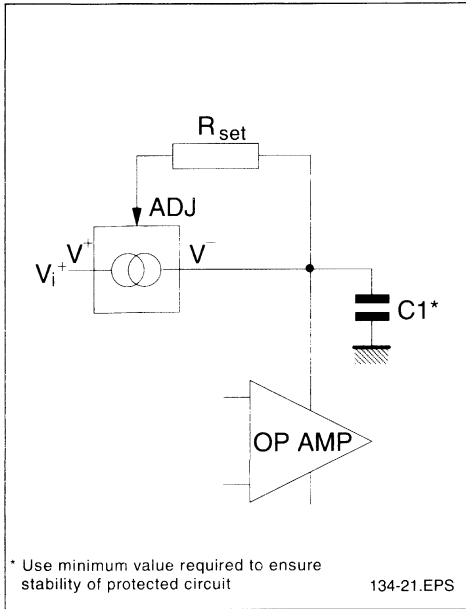 R set
ADJ
V+
V−
Vi+
C1*
OP AMP
* Use minimum value required to ensure
stability of protected circuit
134-21.EPS